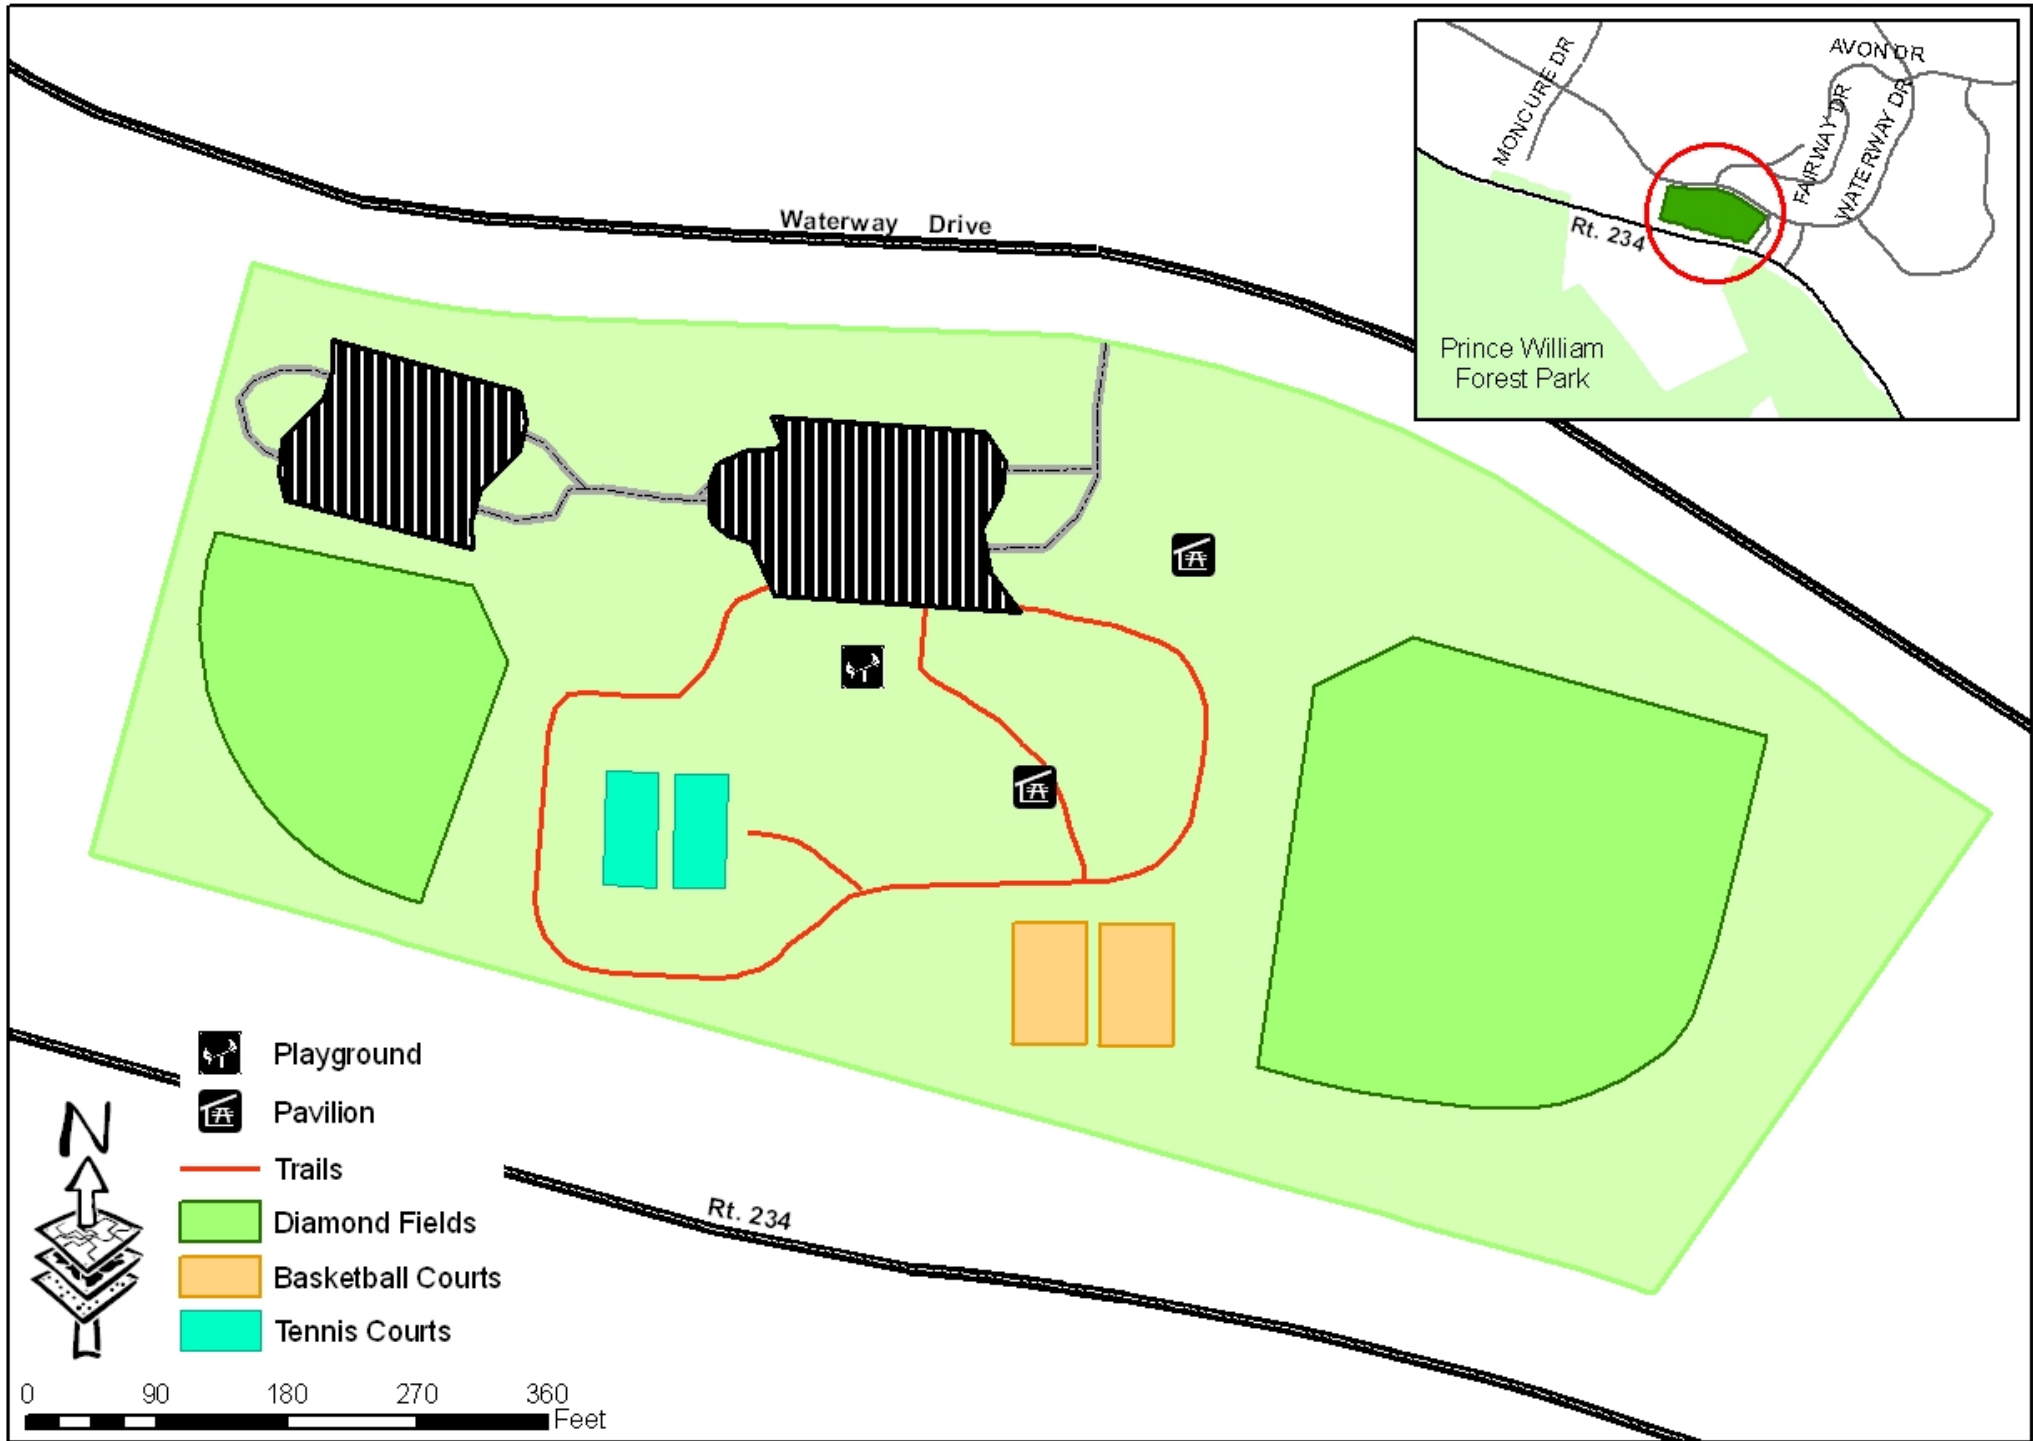 MONCURE DR
AVON DR
FAIRWAY DR
WATERWAY DR
Rt. 234
Prince William
Forest Park
Waterway Drive
Playground
Pavilion
N
Trails
Diamond Fields
Rt. 234
Basketball Courts
Tennis Courts
0 90 180 270 360
Feet